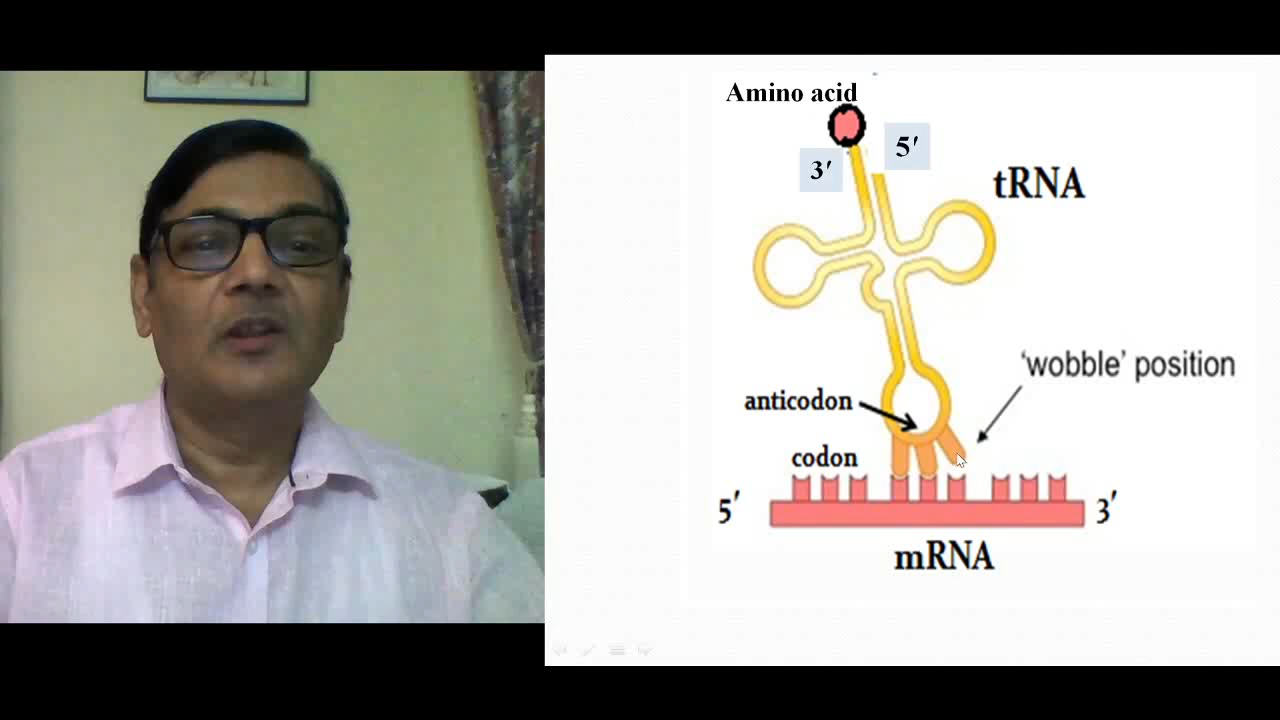 Amino acid
3′
5′
tRNA
'wobble' position
anticodon
codon
5′
3′
mRNA